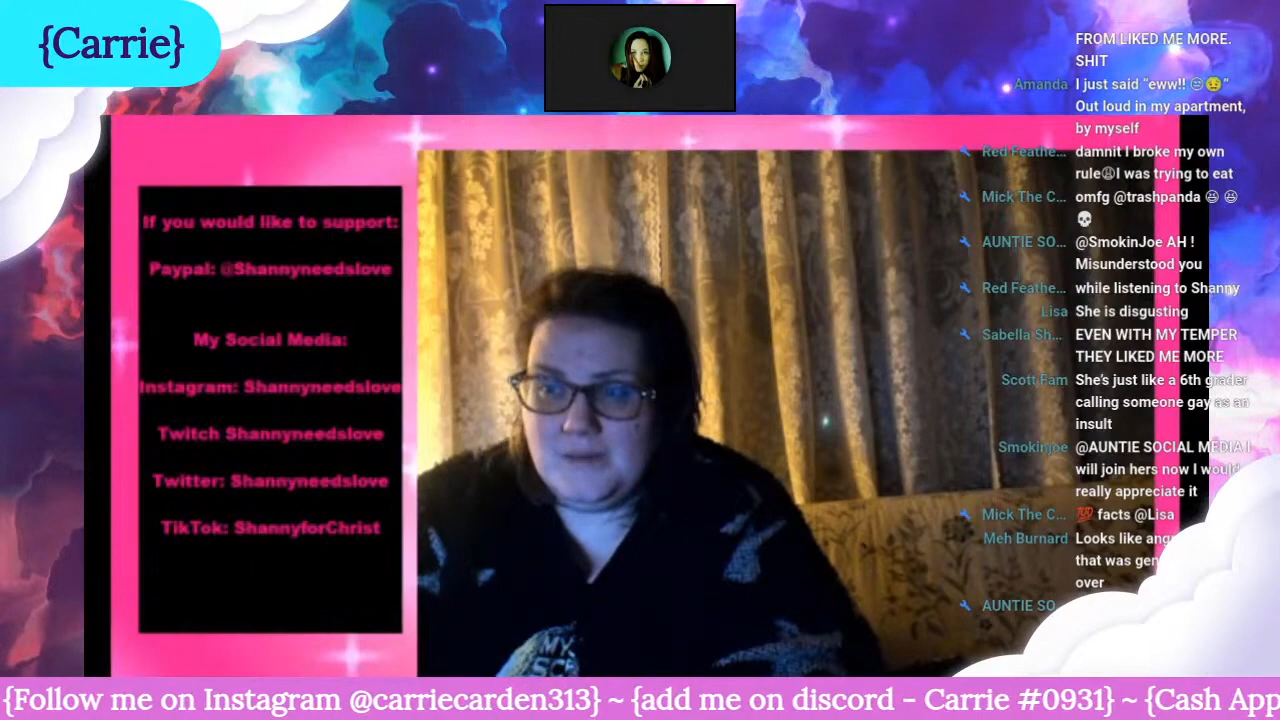 {Carrie}
If you would like to support:
Paypal: @Shannyneedslove
My Social Media:
Instagram: Shannyneedslove
Twitch Shannyneedslove
Twitter: Shannyneedslove
TikTok: ShannyforChrist
MY
FROM LIKED ME MORE.
SHIT
Amanda I just said “eww!! 😒🤢”
Out loud in my apartment,
by myself
Red Feathe... damnit I broke my own
rule😩I was trying to eat
Mick The C... omfg @trashpanda 😆 😆
💀
AUNTIE SO... @SmokinJoe AH !
Misunderstood you
Red Feathe... while listening to Shanny
Lisa She is disgusting
Sabella Sh... EVEN WITH MY TEMPER
THEY LIKED ME MORE
Scott Fam She's just like a 6th grader
calling someone gay as an
insult
Smokinjoe @AUNTIE SOCIAL MEDIA I
will join hers now I would
really appreciate it
Mick The C... 💯 facts @Lisa
Meh Burnard Looks like
that was
over
AUNTIE SO
{Follow me on Instagram @carriecarden313} ~ {add me on discord - Carrie #0931} ~ {Cash App